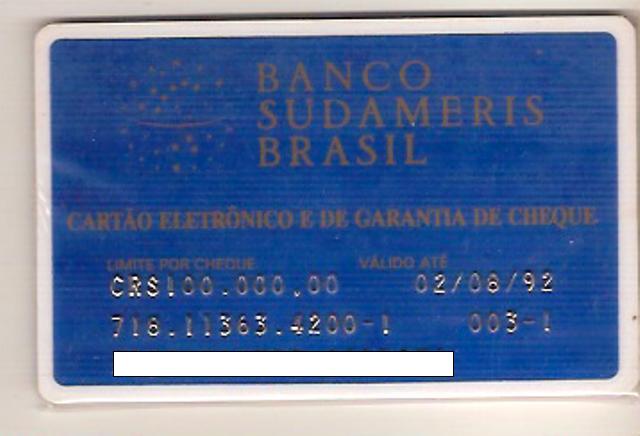 BANCO
SUDAMERIS
BRASIL
CARTÃO ELETRÔNICO E DE GARANTIA DE CHEQUE
LIMITE POR CHEQUE VÁLIDO ATÉ
CR$100.000,00 02/08/92
718.11363.4200-1 003-1